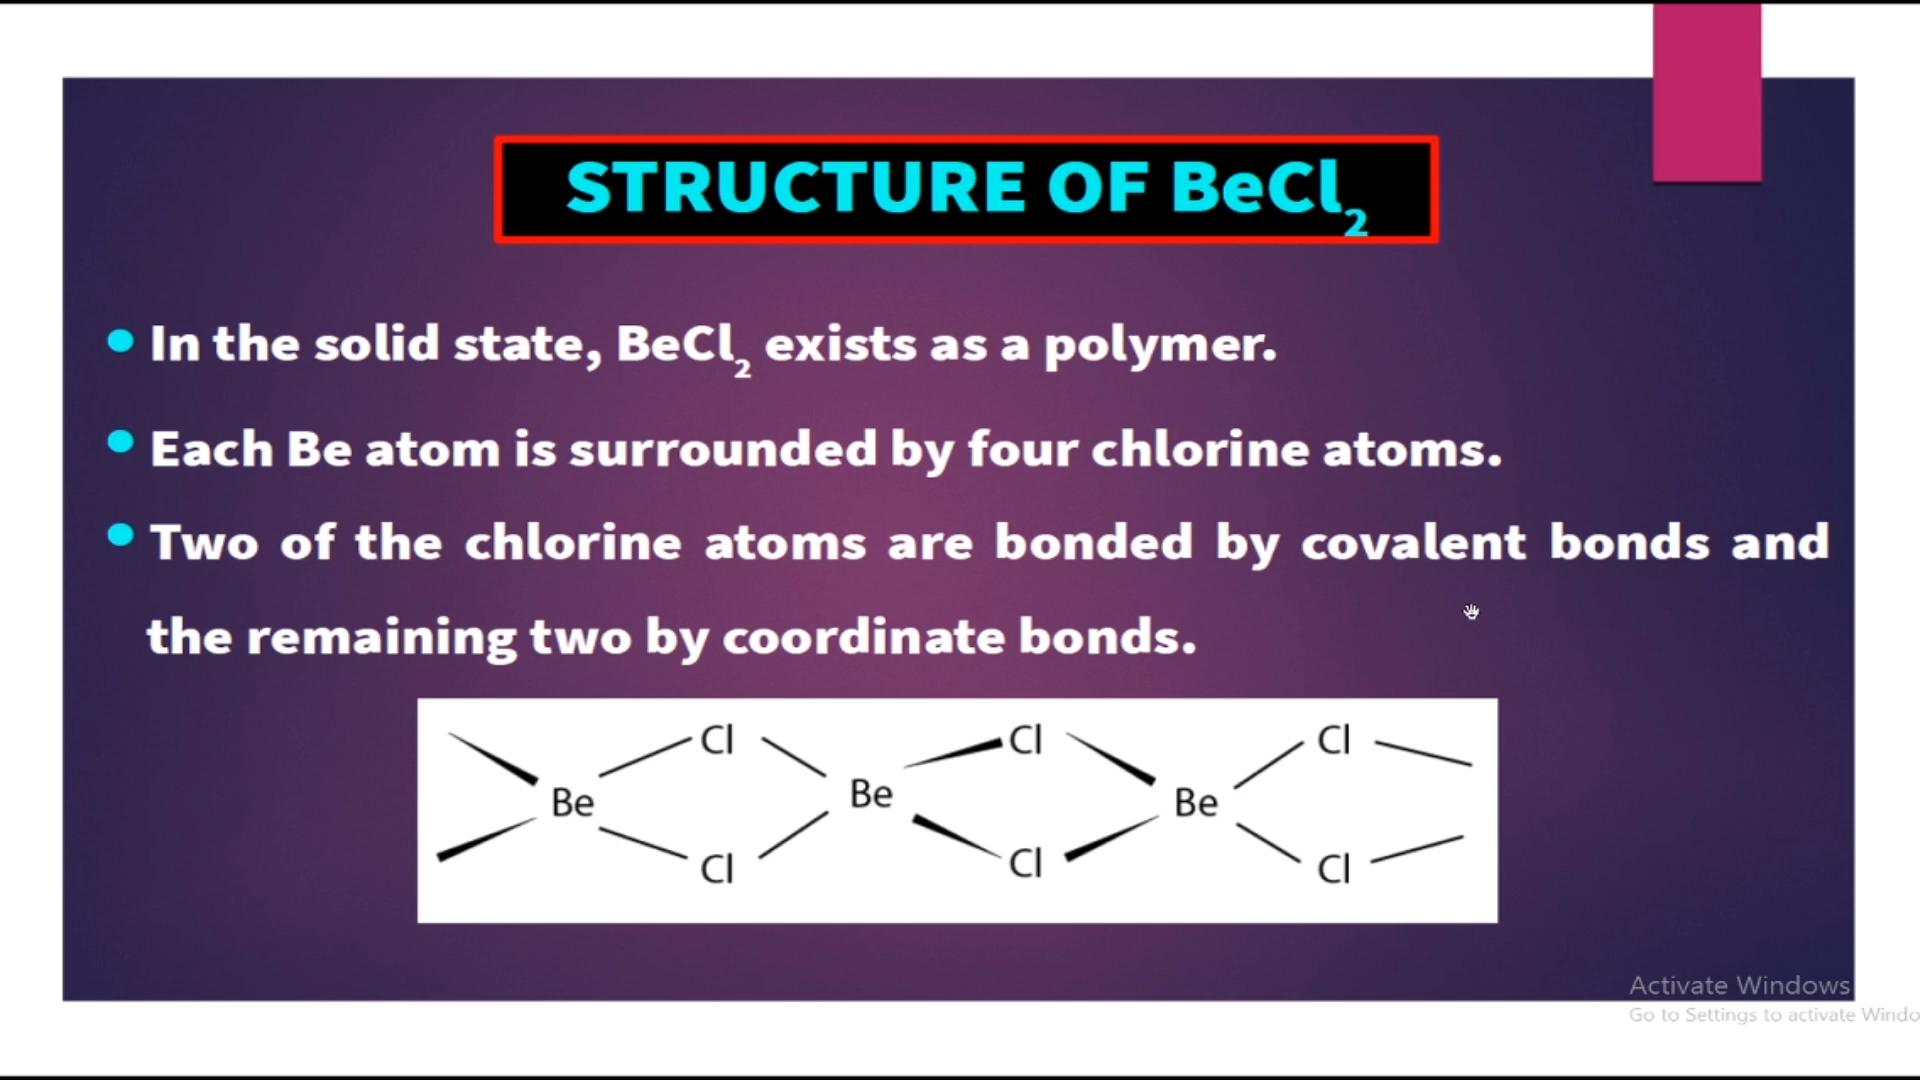 STRUCTURE OF BeCl₂
In the solid state, BeCl₂ exists as a polymer.
Each Be atom is surrounded by four chlorine atoms.
Two of the chlorine atoms are bonded by covalent bonds and
the remaining two by coordinate bonds.
Cl Cl Cl
Be Be Be
Cl Cl Cl
Activate Windows
Go to Settings to activate Windo